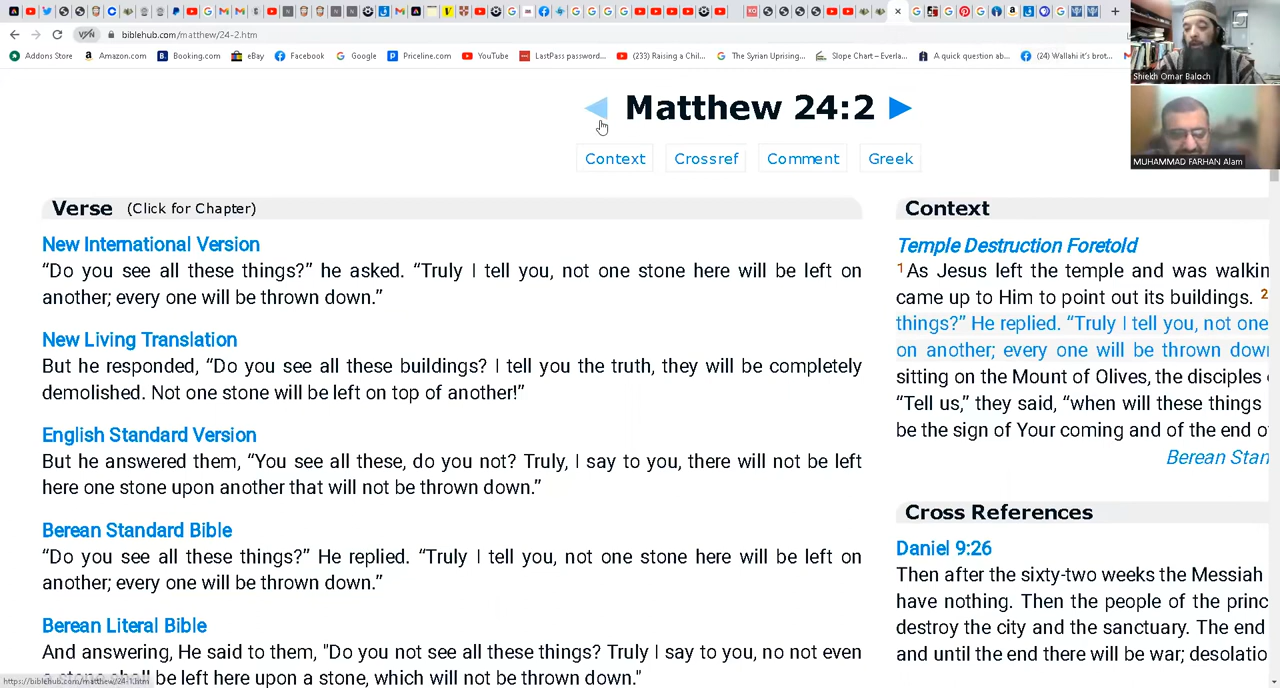 biblehub.com/matthew/24-2.htm
Addons Store Amazon.com Booking.com eBay Facebook Google Priceline.com YouTube LastPass password... (233) Raising a Chil... The Syrian Uprising,... Slope Chart – Everla... A quick question ab... (24) Wallahi it's brot...
Shiekh Omar Baloch
MUHAMMAD FARHAN Alam
Matthew 24:2
Context Crossref Comment Greek
Verse (Click for Chapter)
New International Version
“Do you see all these things?” he asked. “Truly I tell you, not one stone here will be left on
another; every one will be thrown down.”
New Living Translation
But he responded, “Do you see all these buildings? I tell you the truth, they will be completely
demolished. Not one stone will be left on top of another!”
English Standard Version
But he answered them, “You see all these, do you not? Truly, I say to you, there will not be left
here one stone upon another that will not be thrown down.”
Berean Standard Bible
“Do you see all these things?” He replied. “Truly I tell you, not one stone here will be left on
another; every one will be thrown down.”
Berean Literal Bible
And answering, He said to them, "Do you not see all these things? Truly I say to you, no not even
a stone shall be left here upon a stone, which will not be thrown down."
Context
Temple Destruction Foretold
1 As Jesus left the temple and was walkin
came up to Him to point out its buildings. 2
things?” He replied. “Truly I tell you, not one
on another; every one will be thrown dow
sitting on the Mount of Olives, the disciples
“Tell us,” they said, “when will these things
be the sign of Your coming and of the end o
Berean Stan
Cross References
Daniel 9:26
Then after the sixty-two weeks the Messiah
have nothing. Then the people of the princ
destroy the city and the sanctuary. The end
and until the end there will be war; desolatio
https://biblehub.com/matthew/24-1.htm